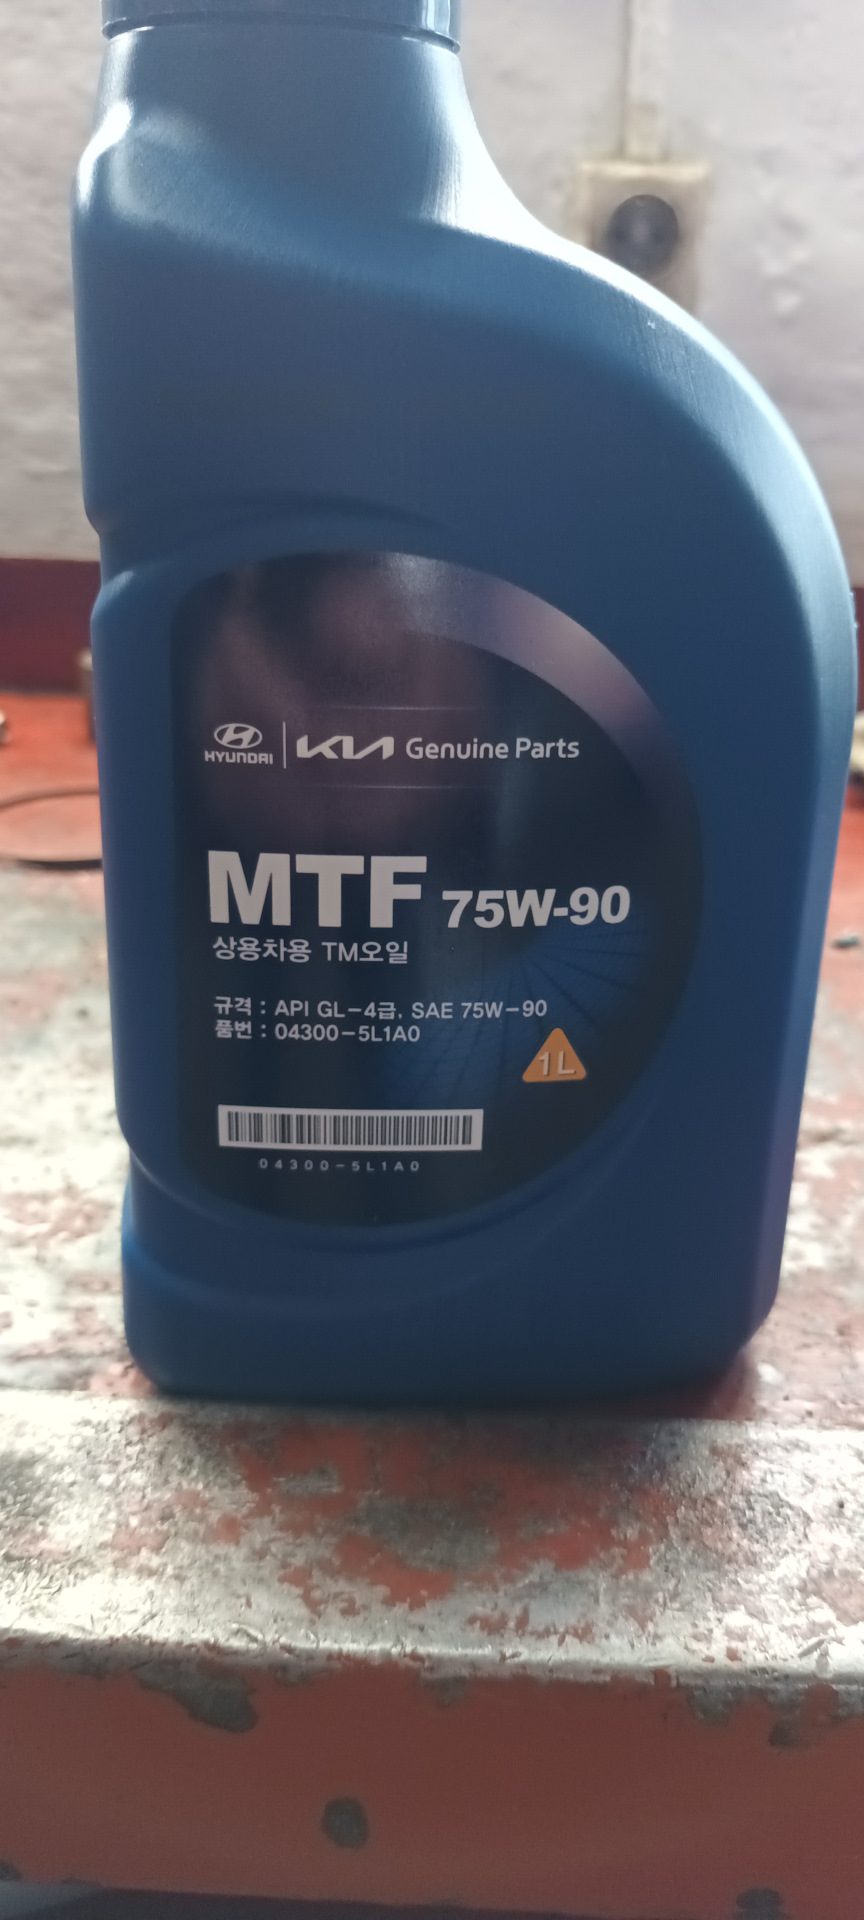 HYUNDAI KIA Genuine Parts
MTF 75W-90
상용차용 TM오일
규격 : API GL-4급, SAE 75W-90
품번 : 04300-5L1A0
1L
04300-5L1A0